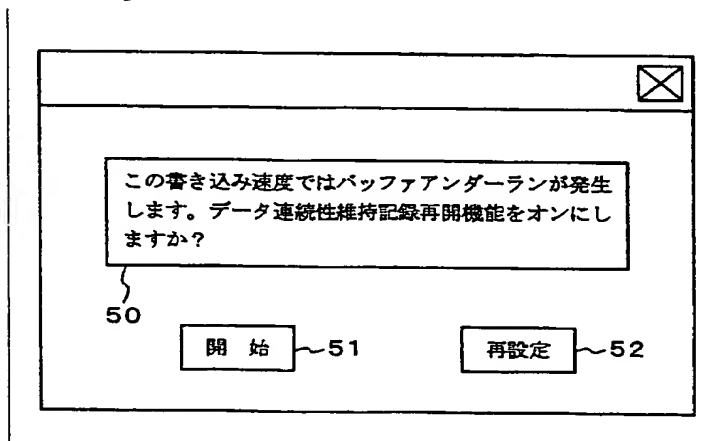 この書き込み速度ではバッファアンダーランが発生
します。データ連続性維持記録再開機能をオンにし
ますか？
50
開 始 51
再設定 52